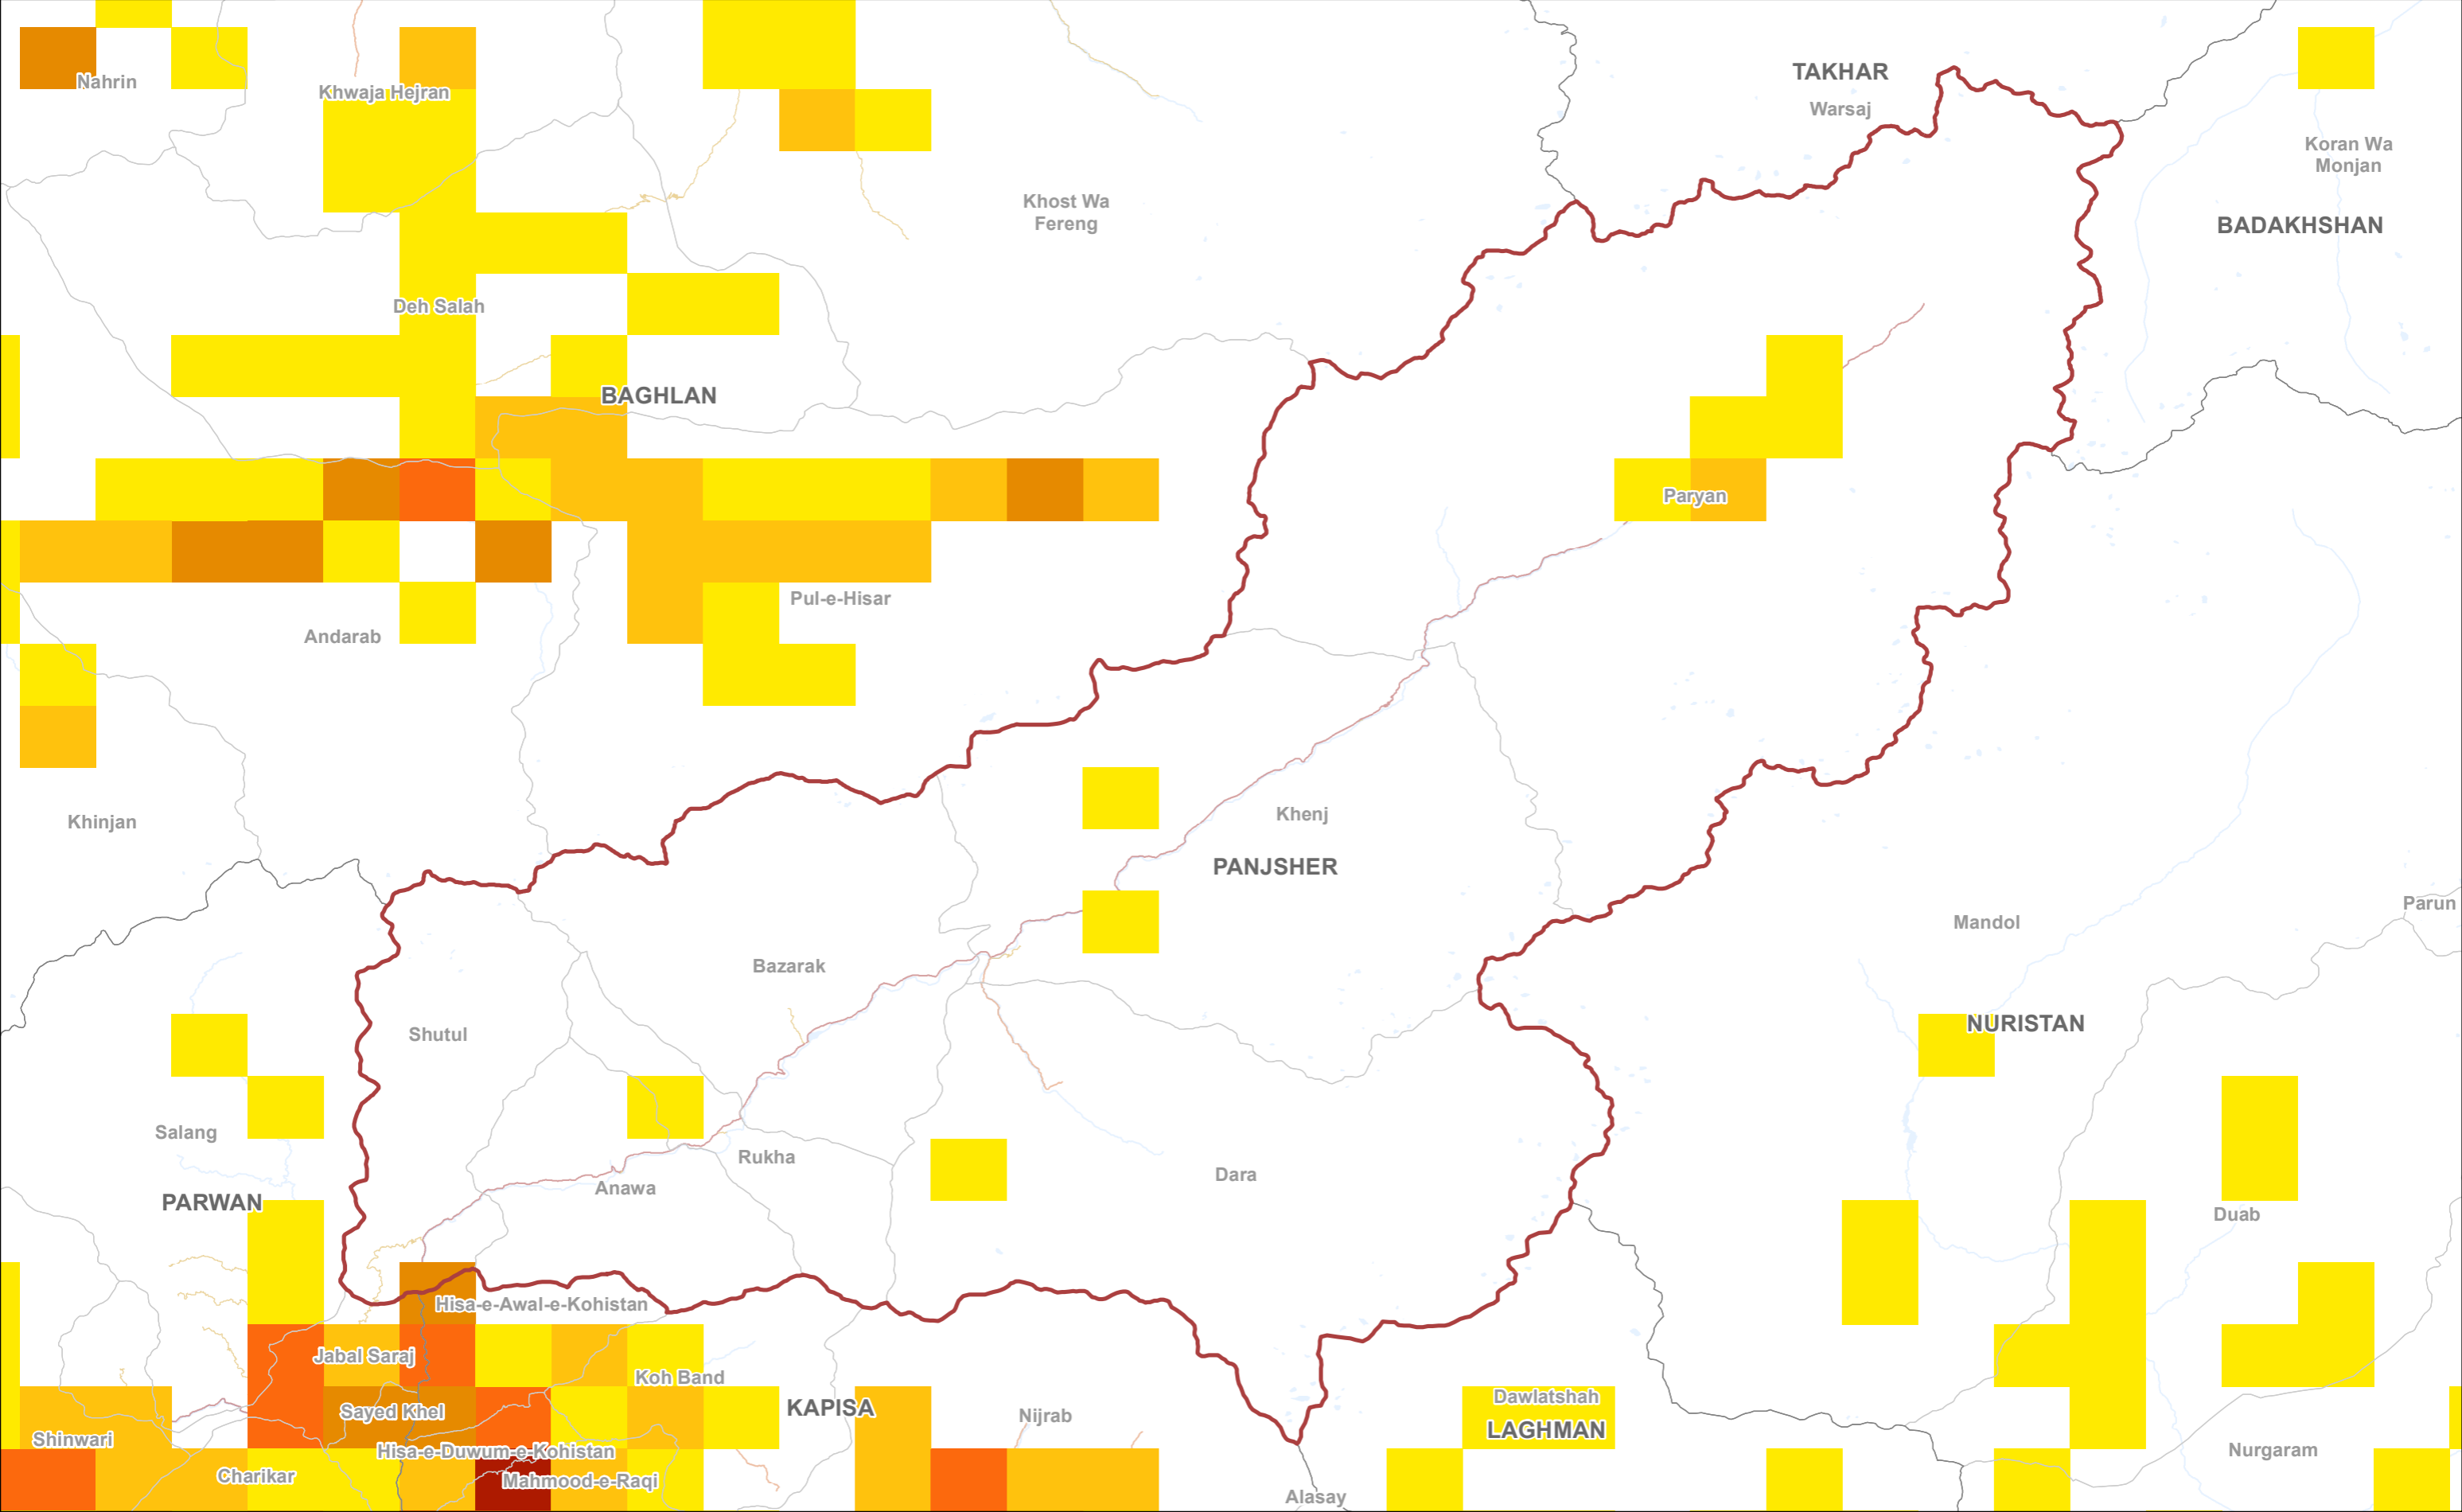 TAKHAR
Nahrin
Khwaja Hejran
Warsaj
Koran Wa
Monjan
Khost Wa
Fereng
BADAKHSHAN
Deh Salah
BAGHLAN
Paryan
Pul-e-Hisar
Andarab
Khinjan
Khenj
PANJSHER
Parun
Mandol
Bazarak
NURISTAN
Shutul
Salang
Rukha
Dara
Anawa
PARWAN
Duab
Hisa-e-Awal-e-Kohistan
Jabal Saraj
Koh Band
Dawlatshah
KAPISA
Sayed Khel
Nijrab
LAGHMAN
Shinwari
Hisa-e-Duwum-e-Kohistan
Nurgaram
Charikar
Mahmood-e-Raqi
Alasay